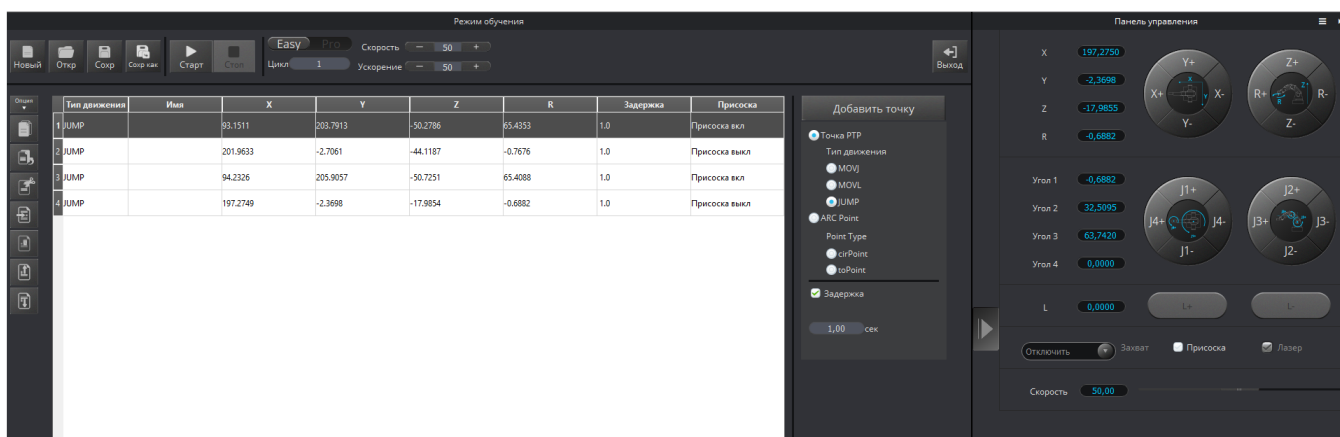 Режим обучения
Панель управления
Новый Откр Сохр Сохр как Старт Стоп
Easy Pro
Цикл 1
Скорость — 50 +
Ускорение — 50 +
Выход
Опции
Тип движения Имя X Y Z R Задержка Присоска
1 JUMP 93.1511 203.7913 -50.2786 65.4353 1.0 Присоска вкл
2 JUMP 201.9633 -2.7061 -44.1187 -0.7676 1.0 Присоска выкл
3 JUMP 94.2326 205.9057 -50.7251 65.4088 1.0 Присоска вкл
4 JUMP 197.2749 -2.3698 -17.9854 -0.6882 1.0 Присоска выкл
Добавить точку
Точка PTP
Тип движения
MOVJ
MOVL
JUMP
ARC Point
Point Type
cirPoint
toPoint
Задержка
1,00 сек
X 197,2750
Y -2,3698
Z -17,9855
R -0,6882
Y+
X+ X-
Y-
Z+
R+ R-
Z-
Угол 1 -0,6882
Угол 2 32,5095
Угол 3 63,7420
Угол 4 0,0000
J1+
J4+ J4-
J1-
J2+
J3+ J3-
J2-
L 0,0000 L+ L-
Отключить Захват Присоска Лазер
Скорость 50,00